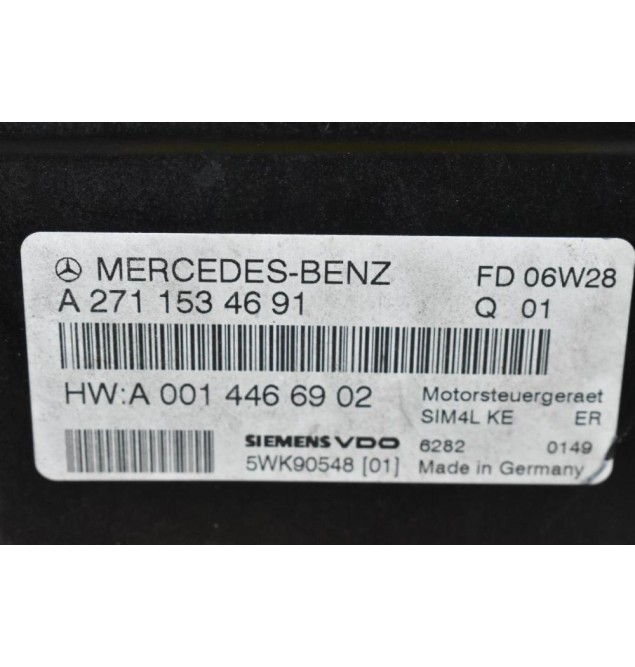 MERCEDES-BENZ FD 06W28
A 271 153 46 91 Q 01
HW:A 001 446 69 02 Motorsteuergeraet
SIM4L KE ER
SIEMENS VDO 6282 0149
5WK90548 [01] Made in Germany